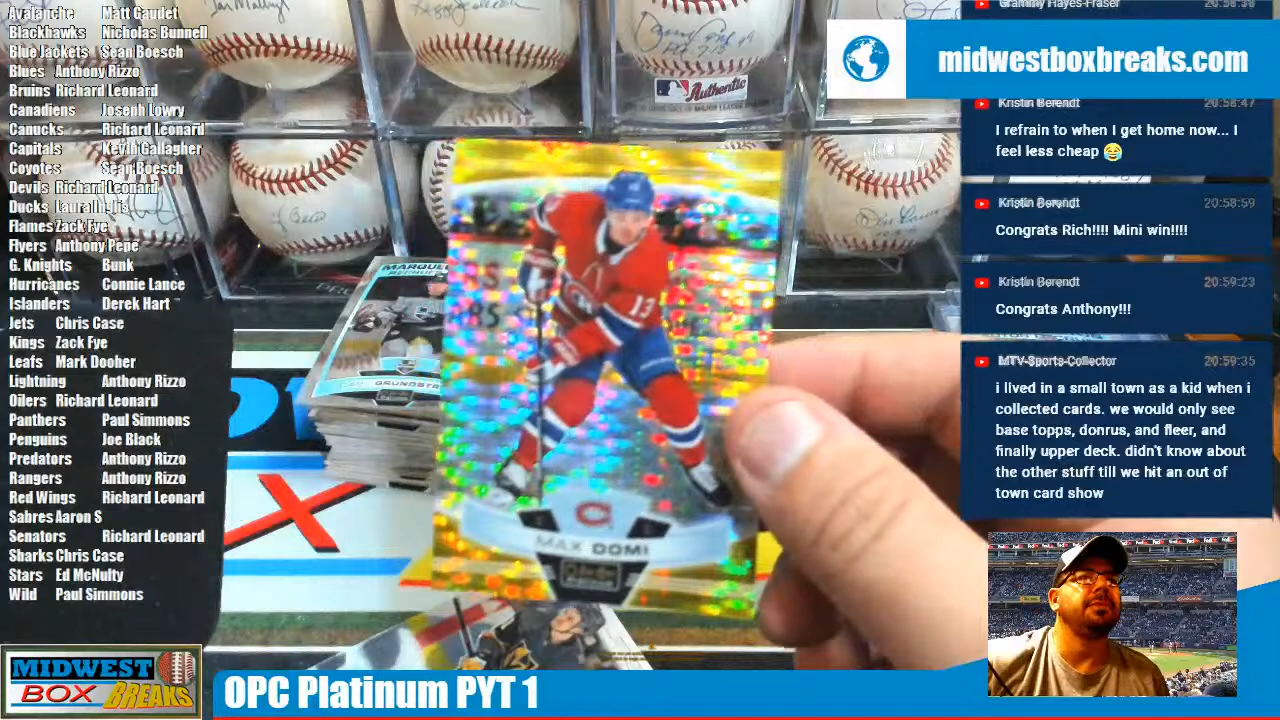 Avalanche Matt Gaudet
Blackhawks Nicholas Bunnell
Blue Jackets Sean Boesch
Blues Anthony Rizzo
Bruins Richard Leonard
Canadiens Joseph Lowry
Canucks Richard Leonard
Capitals Kevin Gallagher
Coyotes Sean Boesch
Devils Richard Leonard
Ducks Laura Inglis
Flames Zack Fye
Flyers Anthony Pene
G. Knights Bunk
Hurricanes Connie Lance
Islanders Derek Hart
Jets Chris Case
Kings Zack Fye
Leafs Mark Dooher
Lightning Anthony Rizzo
Oilers Richard Leonard
Panthers Paul Simmons
Penguins Joe Black
Predators Anthony Rizzo
Rangers Anthony Rizzo
Red Wings Richard Leonard
Sabres Aaron S
Senators Richard Leonard
Sharks Chris Case
Stars Ed McNulty
Wild Paul Simmons
MIDWEST
BOX BREAKS
OPC Platinum PYT 1
Authentic
MARQUEE
GRUNDSTR
13
MAX DOMI
Grammy Hayes-Fraser 20:58:38
midwestboxbreaks.com
Kristin Berendt 20:58:47
I refrain to when I get home now... I
feel less cheap 😂
Kristin Berendt 20:58:59
Congrats Rich!!!! Mini win!!!!
Kristin Berendt 20:59:23
Congrats Anthony!!!
MTV-Sports-Collector 20:59:35
i lived in a small town as a kid when i
collected cards. we would only see
base topps, donrus, and fleer, and
finally upper deck. didn't know about
the other stuff till we hit an out of
town card show